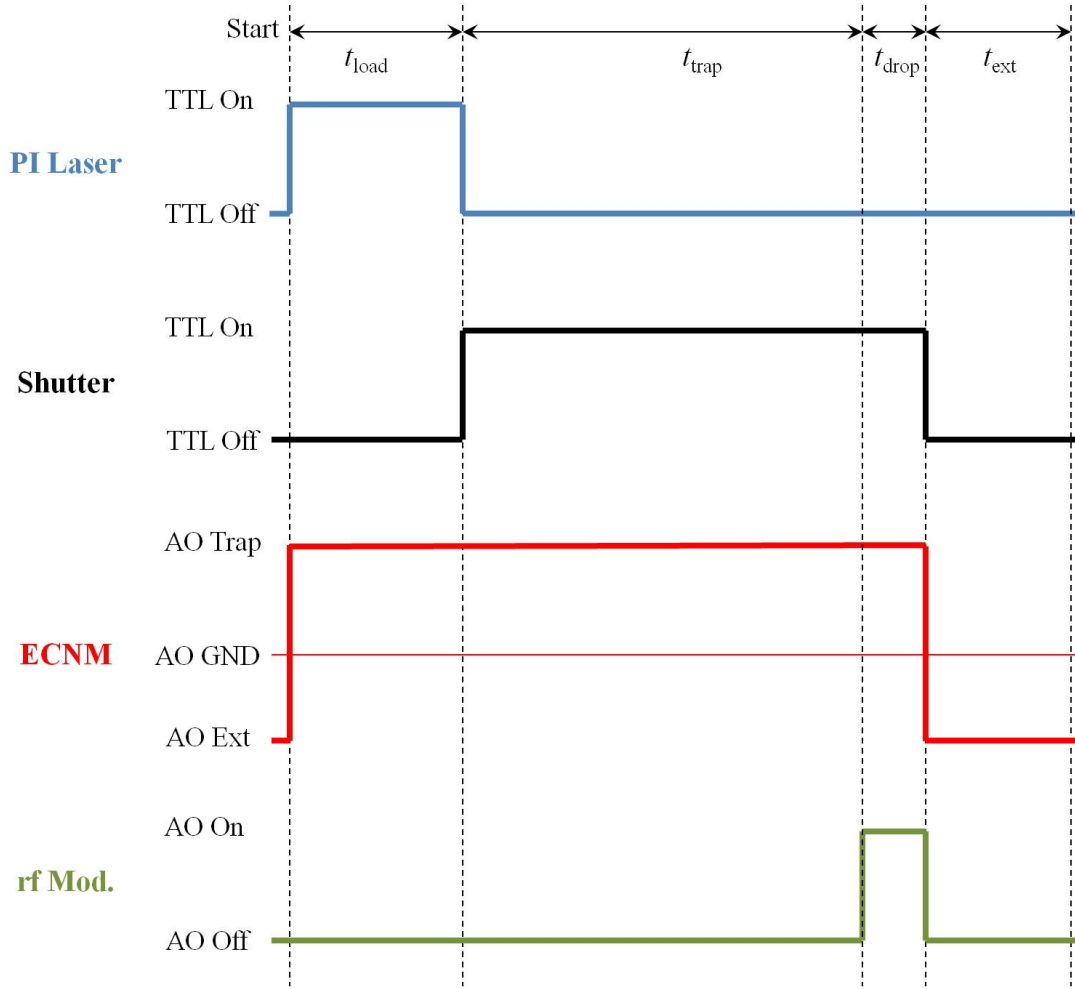 Start
t_load t_trap t_drop t_ext
TTL On
PI Laser
TTL Off
TTL On
Shutter
TTL Off
AO Trap
ECNM AO GND
AO Ext
AO On
rf Mod.
AO Off